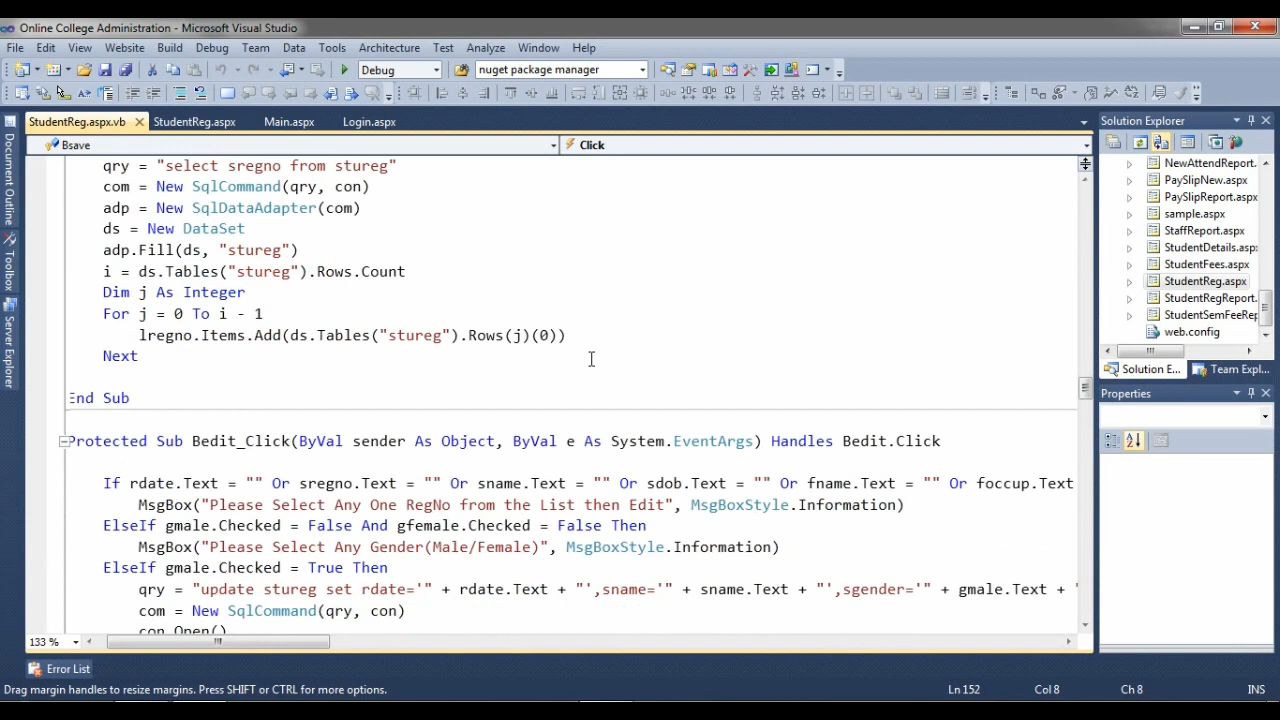 Online College Administration - Microsoft Visual Studio
File Edit View Website Build Debug Team Data Tools Architecture Test Analyze Window Help
Debug nuget package manager
StudentReg.aspx.vb StudentReg.aspx Main.aspx Login.aspx
Bsave Click
qry = "select sregno from stureg"
com = New SqlCommand(qry, con)
adp = New SqlDataAdapter(com)
ds = New DataSet
adp.Fill(ds, "stureg")
i = ds.Tables("stureg").Rows.Count
Dim j As Integer
For j = 0 To i - 1
lregno.Items.Add(ds.Tables("stureg").Rows(j)(0))
Next
End Sub
Protected Sub Bedit_Click(ByVal sender As Object, ByVal e As System.EventArgs) Handles Bedit.Click
If rdate.Text = "" Or sregno.Text = "" Or sname.Text = "" Or sdob.Text = "" Or fname.Text = "" Or foccup.Text
MsgBox("Please Select Any One RegNo from the List then Edit", MsgBoxStyle.Information)
ElseIf gmale.Checked = False And gfemale.Checked = False Then
MsgBox("Please Select Any Gender(Male/Female)", MsgBoxStyle.Information)
ElseIf gmale.Checked = True Then
qry = "update stureg set rdate='" + rdate.Text + "',sname='" + sname.Text + "',sgender='" + gmale.Text + "
com = New SqlCommand(qry, con)
con.Open()
133 %
Document Outline
Toolbox
Server Explorer
Solution Explorer
NewAttendReport.
PaySlipNew.aspx
PaySlipReport.aspx
sample.aspx
StaffReport.aspx
StudentDetails.asp
StudentFees.aspx
StudentReg.aspx
StudentRegReport.
StudentSemFeeRep
web.config
Solution E... Team Expl...
Properties
Error List
Drag margin handles to resize margins. Press SHIFT or CTRL for more options. Ln 152 Col 8 Ch 8 INS